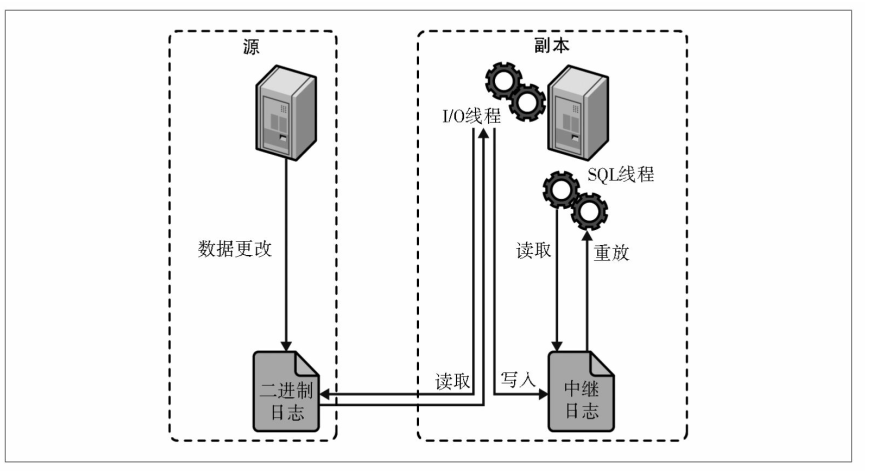 源
副本
I/O线程
SQL线程
数据更改
读取
重放
读取
写入
二进制
日志
中继
日志